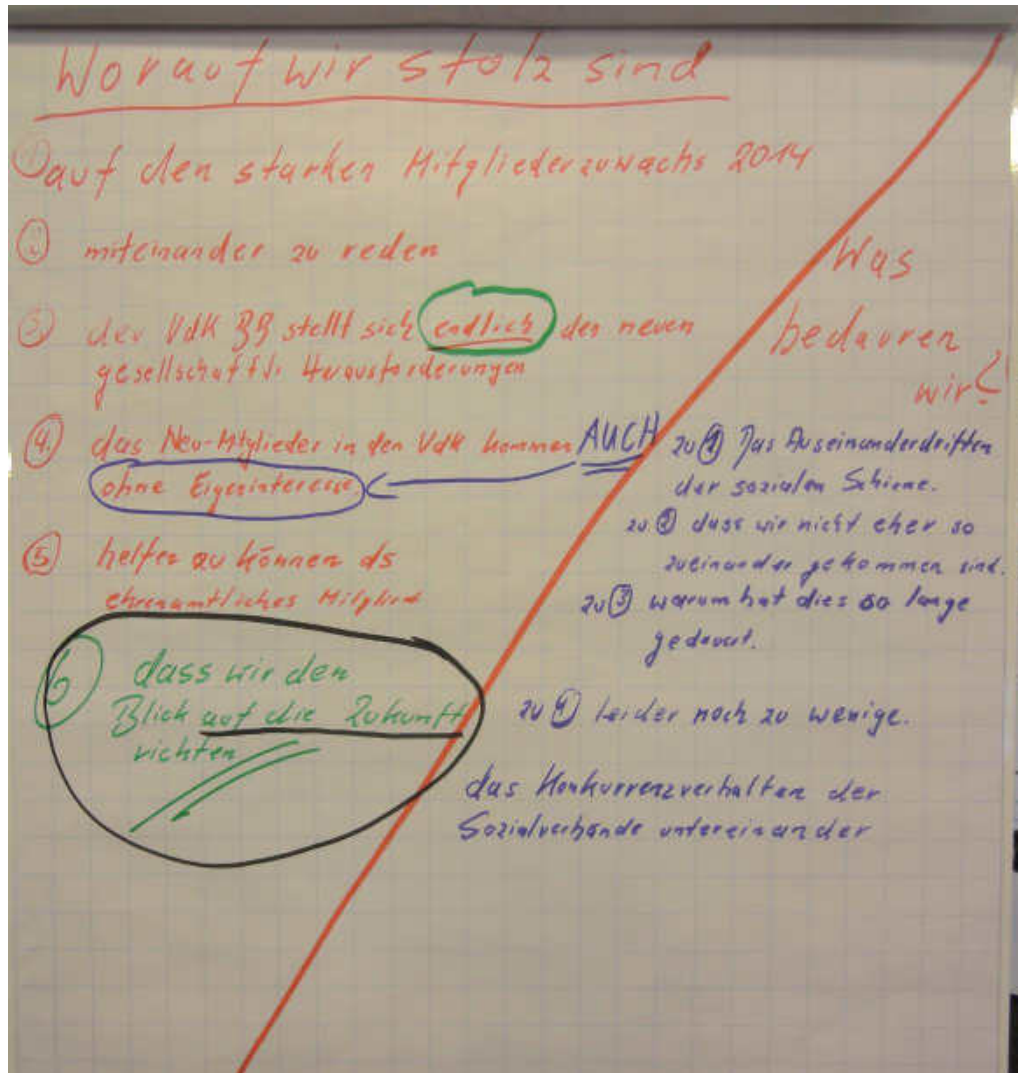 Worauf wir stolz sind
① auf den starken Mitgliederzuwachs 2014
② miteinander zu reden
③ der VdK BB stellt sich endlich den neuen
gesellschaftl. Herausforderungen
④. das Neu-Mitglieder in den VdK kommen AUCH
ohne Eigeninteresse.
⑤ helfen zu können als
ehrenamtliches Mitglied
⑥ dass wir den
Blick auf die Zukunft
richten
Was
bedauren
wir?
zu ① Das Auseinanderdriften
der sozialen Schiene.
zu ② dass wir nicht eher so
zueinander gekommen sind.
zu ③ warum hat dies so lange
gedauert.
zu ④ leider noch zu wenige.
das Konkurrenzverhalten der
Sozialverbände untereinander